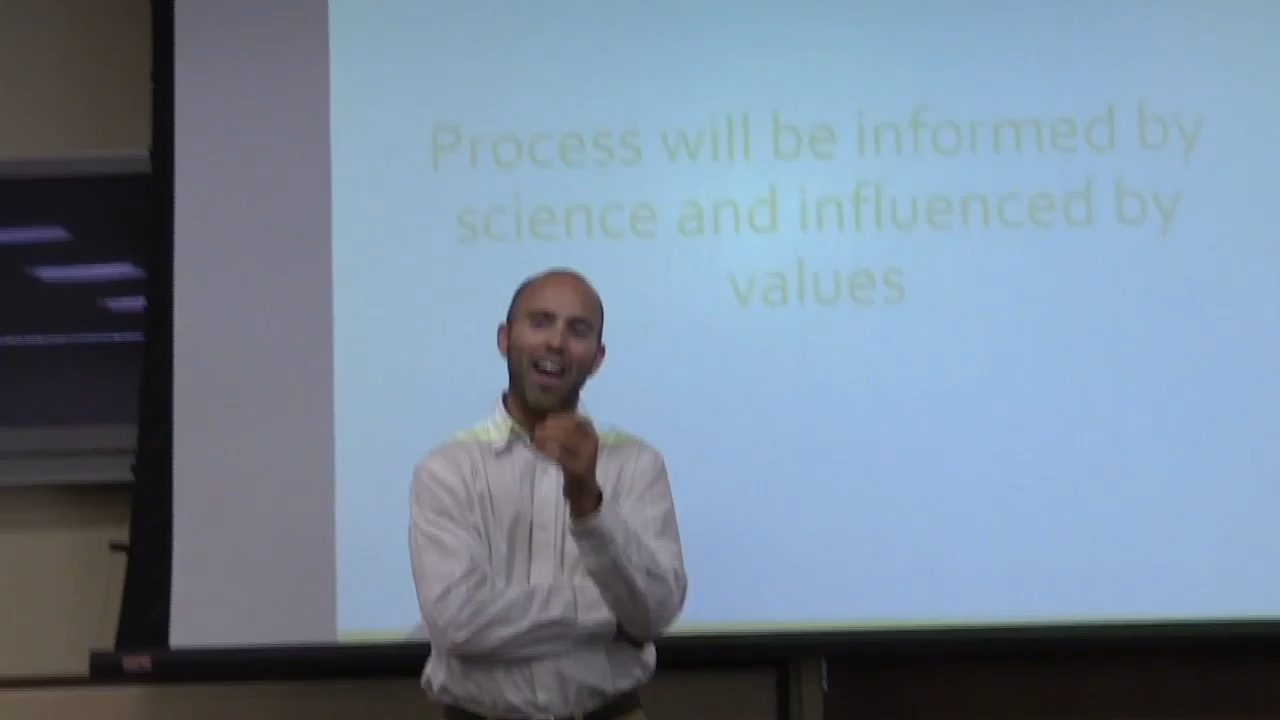 Process will be informed by
science and influenced by
values